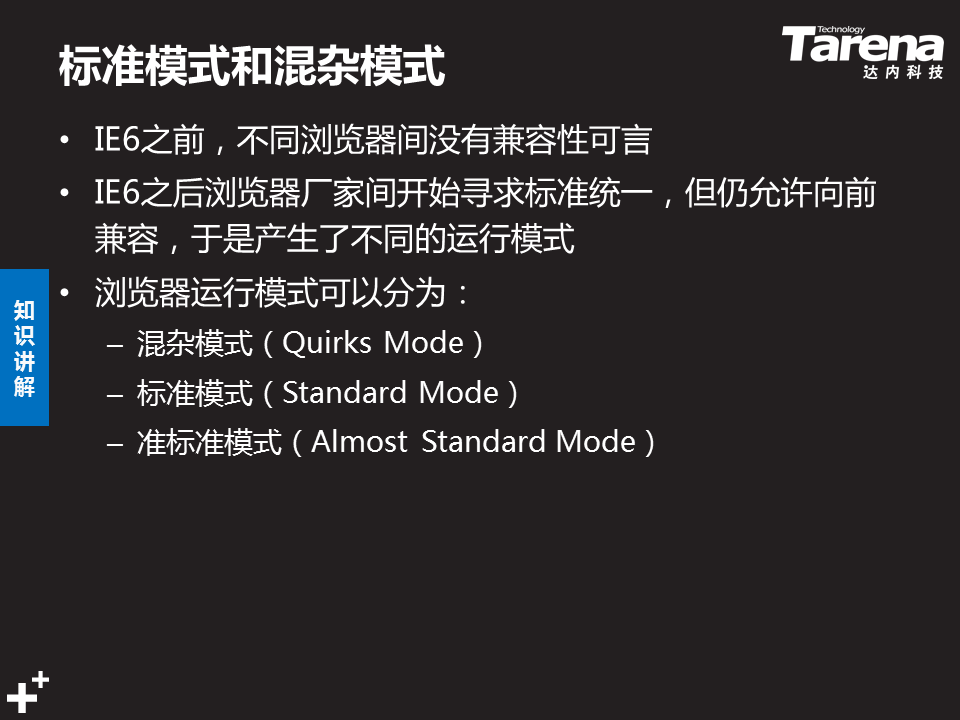 标准模式和混杂模式
Technology
Tarena
达内科技
• IE6之前，不同浏览器间没有兼容性可言
• IE6之后浏览器厂家间开始寻求标准统一，但仍允许向前
兼容，于是产生了不同的运行模式
• 浏览器运行模式可以分为：
– 混杂模式（Quirks Mode）
– 标准模式（Standard Mode）
– 准标准模式（Almost Standard Mode）
知
识
讲
解